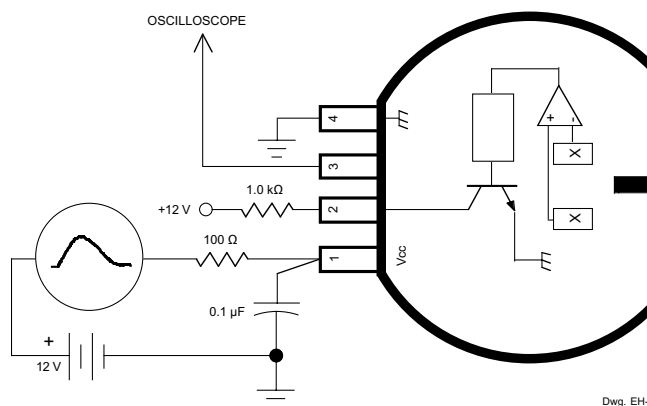 OSCILLOSCOPE
4
+
-
X
3
1.0 kΩ
+12 V
2
X
100 Ω
1
Vcc
0.1 µF
+
12 V
Dwg. EH-